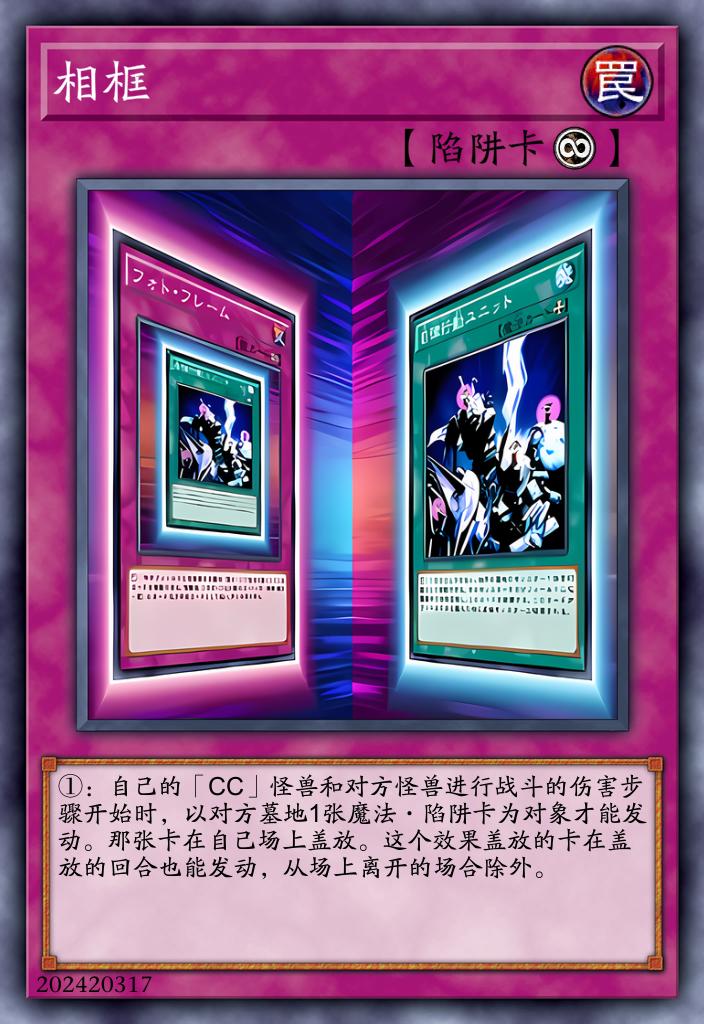 相框
罠
【陷阱卡】
フォト・フレーム
ユニット
①：自己的「CC」怪兽和对方怪兽进行战斗的伤害步
骤开始时，以对方墓地1张魔法・陷阱卡为对象才能发
动。那张卡在自己场上盖放。这个效果盖放的卡在盖
放的回合也能发动，从场上离开的场合除外。
202420317